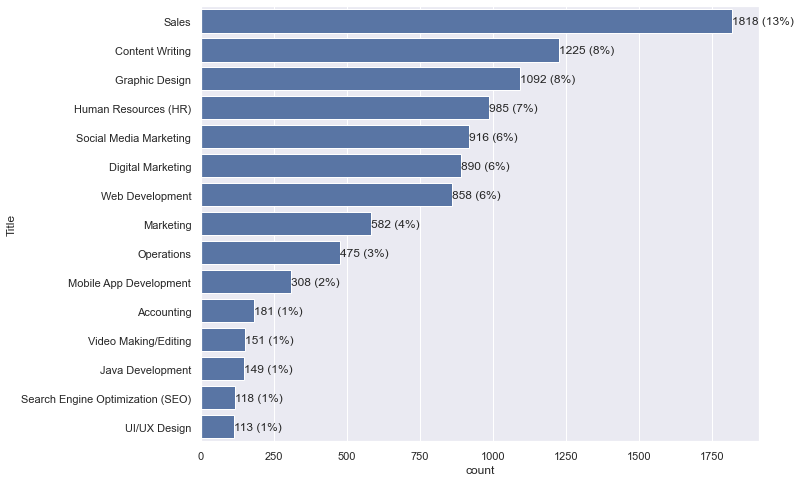 Title
Sales 1818 (13%)
Content Writing 1225 (8%)
Graphic Design 1092 (8%)
Human Resources (HR) 985 (7%)
Social Media Marketing 916 (6%)
Digital Marketing 890 (6%)
Web Development 858 (6%)
Marketing 582 (4%)
Operations 475 (3%)
Mobile App Development 308 (2%)
Accounting 181 (1%)
Video Making/Editing 151 (1%)
Java Development 149 (1%)
Search Engine Optimization (SEO) 118 (1%)
UI/UX Design 113 (1%)
0 250 500 750 1000 1250 1500 1750
count